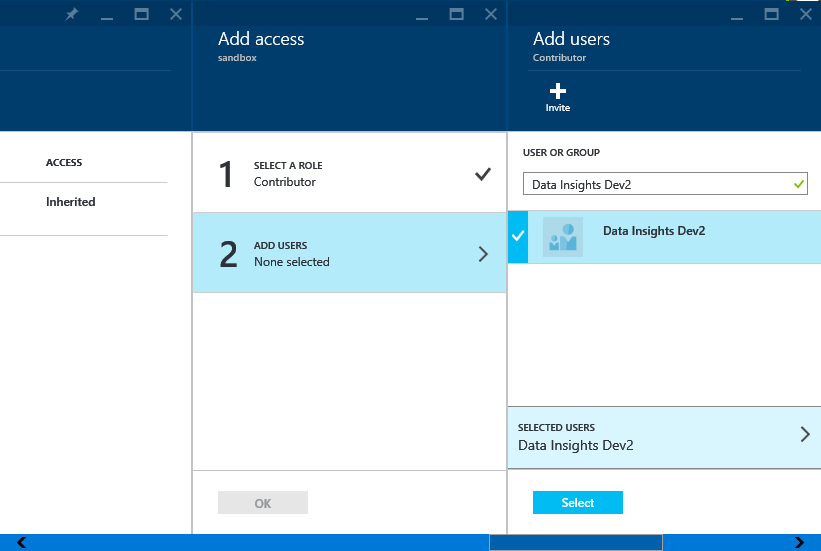 Add access
sandbox
Add users
Contributor
Invite
ACCESS
Inherited
1
SELECT A ROLE
Contributor
2
ADD USERS
None selected
OK
USER OR GROUP
Data Insights Dev2
Data Insights Dev2
SELECTED USERS
Data Insights Dev2
Select